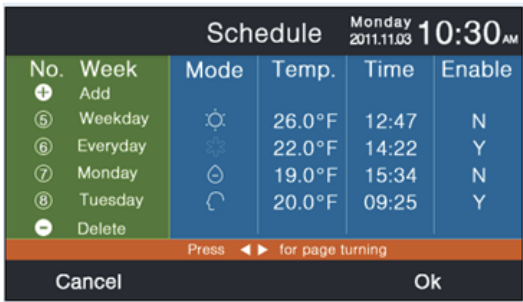 Schedule Monday 2011.11.03 10:30 AM
No. Week Mode Temp. Time Enable
Add
5 Weekday 26.0°F 12:47 N
6 Everyday 22.0°F 14:22 Y
7 Monday 19.0°F 15:34 N
8 Tuesday 20.0°F 09:25 Y
Delete
Press ◀ ▶ for page turning
Cancel Ok